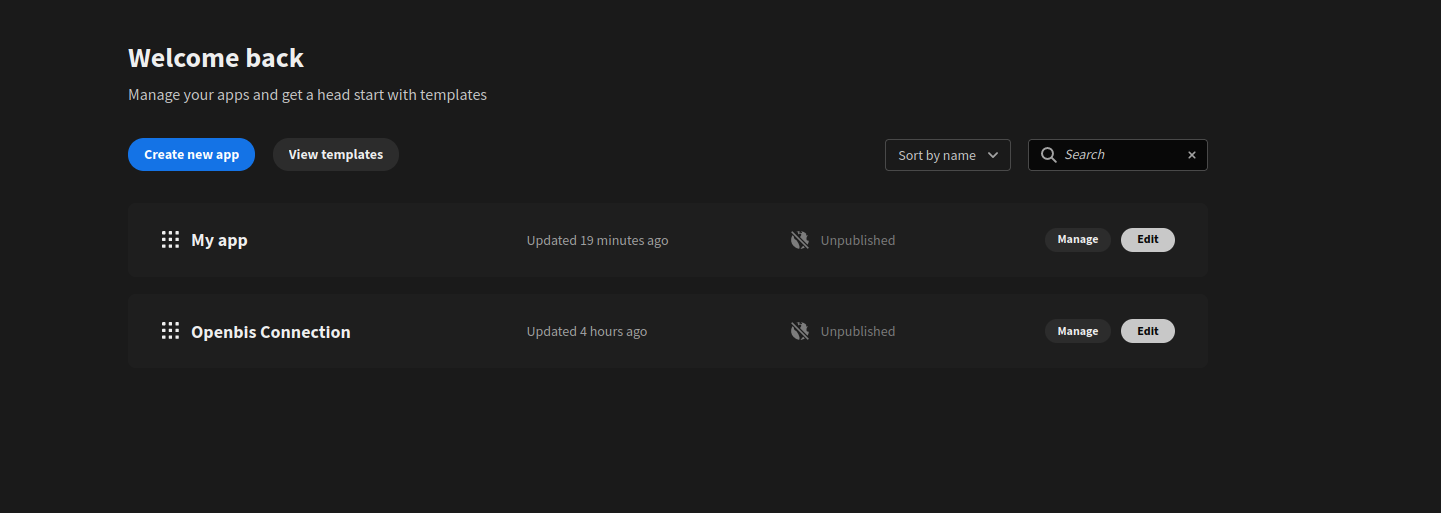 Welcome back
Manage your apps and get a head start with templates
Create new app View templates Sort by name Search
My app Updated 19 minutes ago Unpublished Manage Edit
Openbis Connection Updated 4 hours ago Unpublished Manage Edit